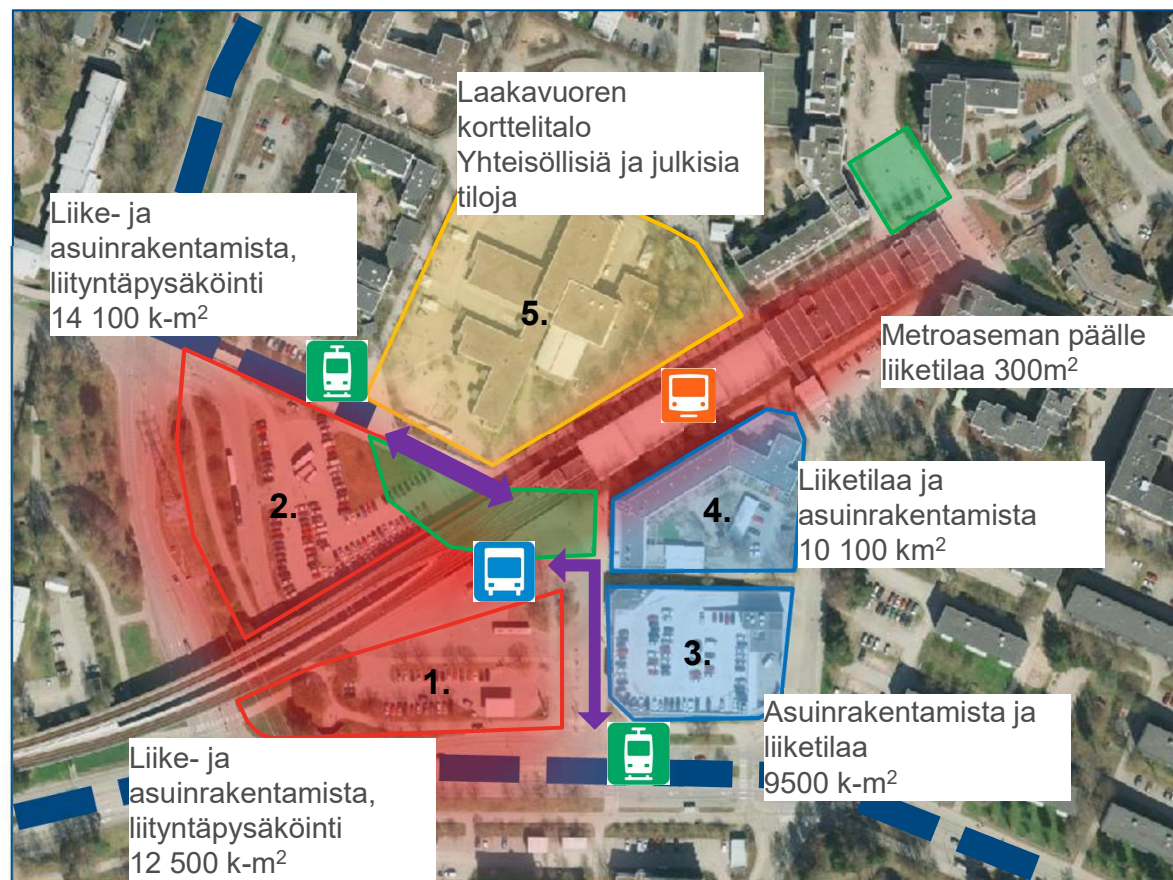 Laakavuoren
korttelitalo
Yhteisöllisiä ja julkisia
tiloja
Liike- ja
asuinrakentamista,
liityntäpysäköinti
14 100 k-m²
5.
Metroaseman päälle
liiketilaa 300m²
2.
4.
Liiketilaa ja
asuinrakentamista
10 100 km²
3.
1.
Asuinrakentamista ja
liiketilaa
9500 k-m²
Liike- ja
asuinrakentamista,
liityntäpysäköinti
12 500 k-m²